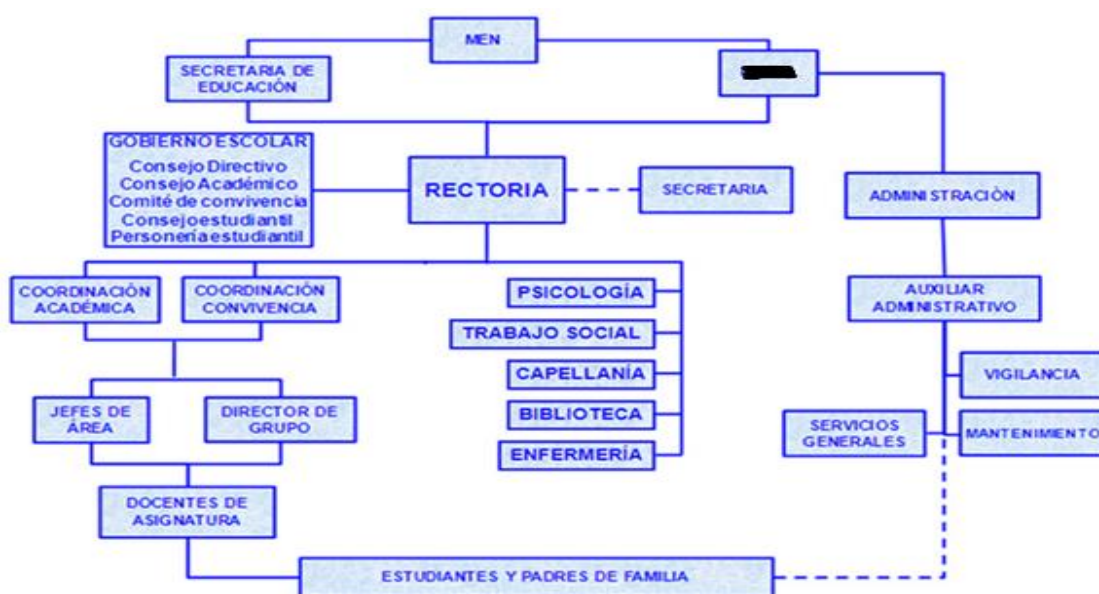 MEN
SECRETARIA DE
EDUCACIÓN
GOBIERNO ESCOLAR
Consejo Directivo
Consejo Académico
Comité de convivencia
Consejo estudiantil
Personería estudiantil
RECTORIA
SECRETARIA
ADMINISTRACIÒN
COORDINACIÓN
ACADÉMICA
COORDINACIÓN
CONVIVENCIA
PSICOLOGÍA
TRABAJO SOCIAL
CAPELLANÍA
BIBLIOTECA
ENFERMERÍA
AUXILIAR
ADMINISTRATIVO
VIGILANCIA
SERVICIOS
GENERALES
MANTENIMIENTO
JEFES DE
ÁREA
DIRECTOR DE
GRUPO
DOCENTES DE
ASIGNATURA
ESTUDIANTES Y PADRES DE FAMILIA